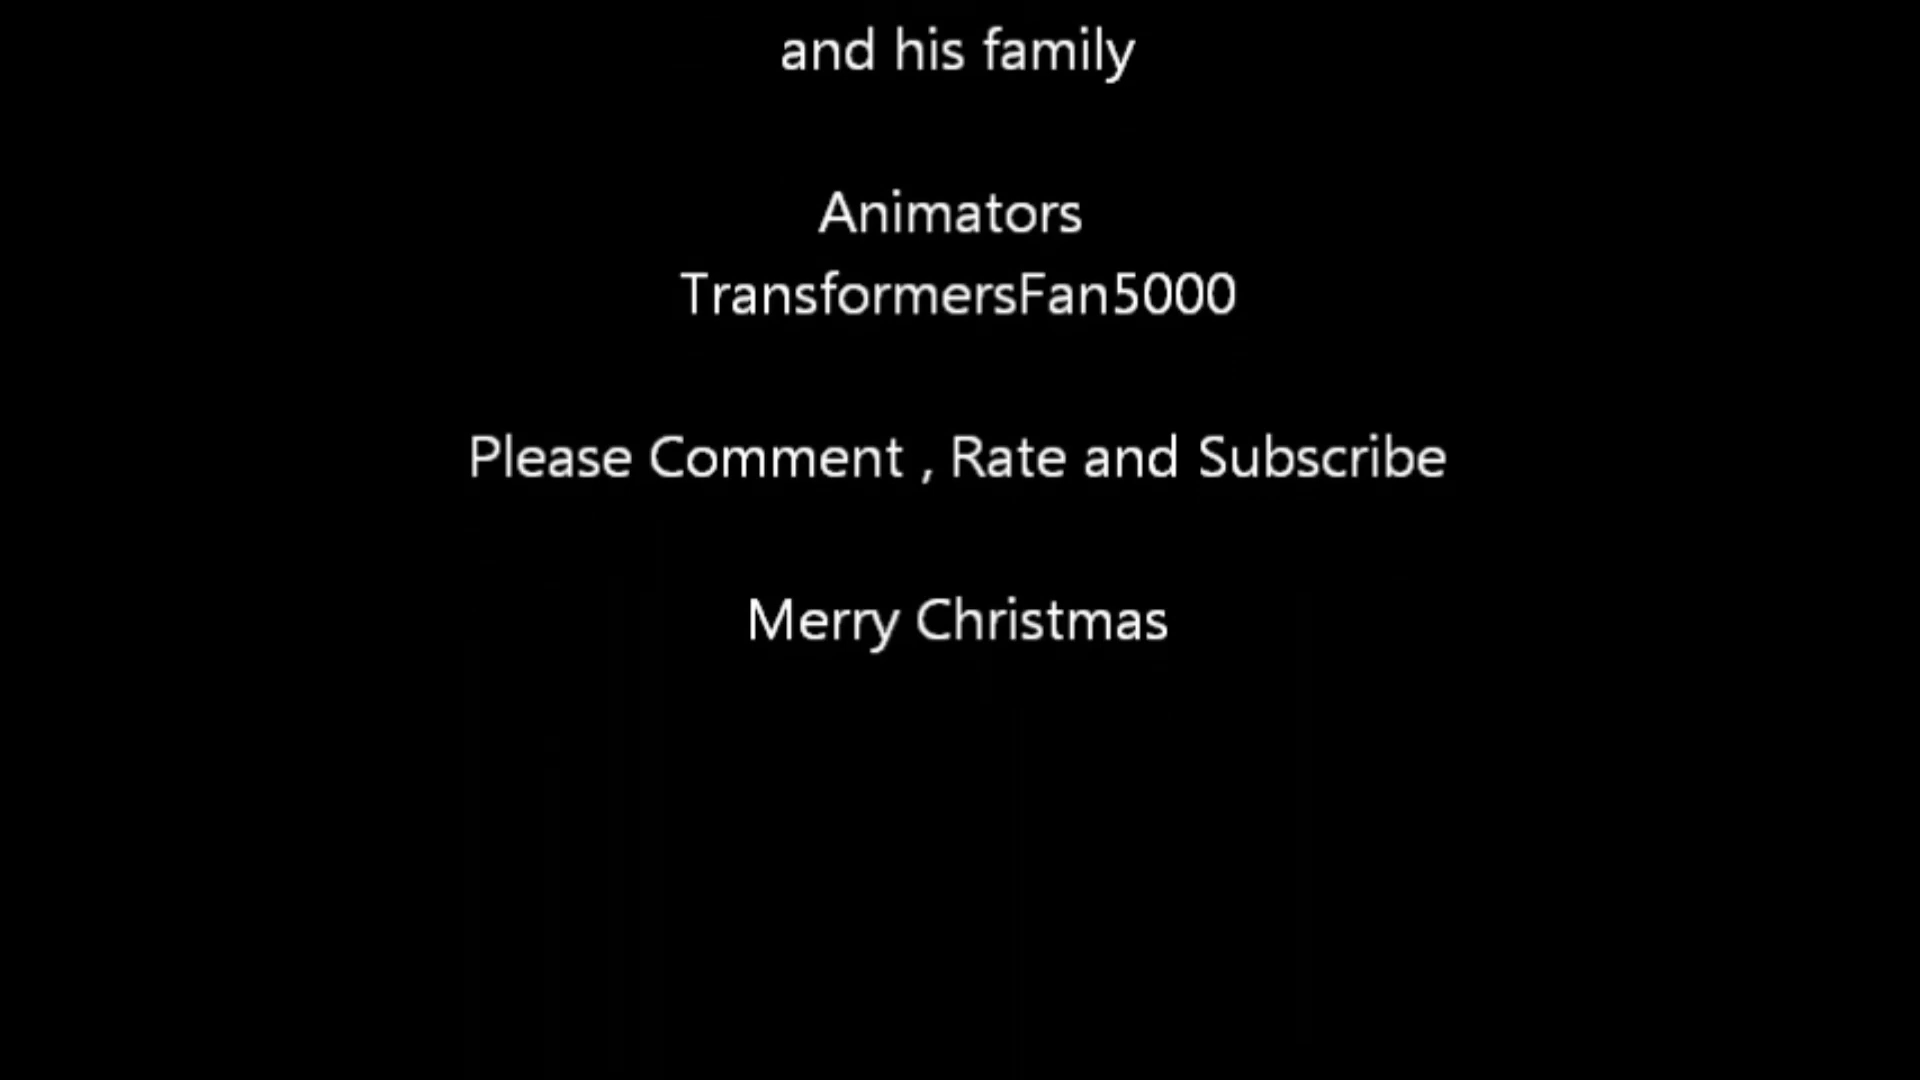 and his family
Animators
TransformersFan5000
Please Comment , Rate and Subscribe
Merry Christmas